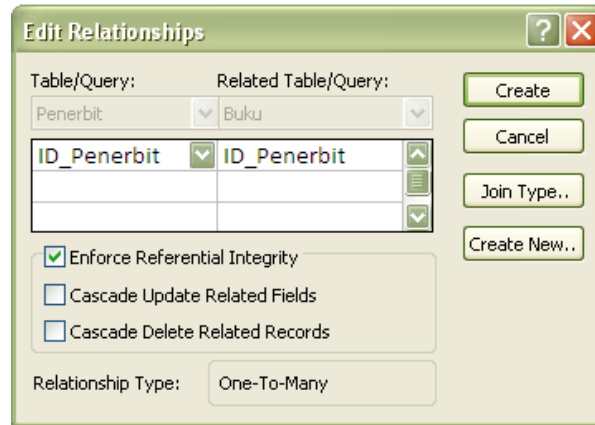 Edit Relationships
Table/Query: Related Table/Query:
Penerbit Buku
ID_Penerbit ID_Penerbit
Enforce Referential Integrity
Cascade Update Related Fields
Cascade Delete Related Records
Relationship Type: One-To-Many
Create
Cancel
Join Type..
Create New..